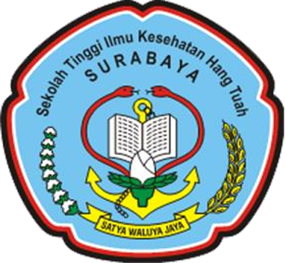 Sekolah Tinggi Ilmu Kesehatan Hang Tuah
SURABAYA
SATYA WALUYA JAYA